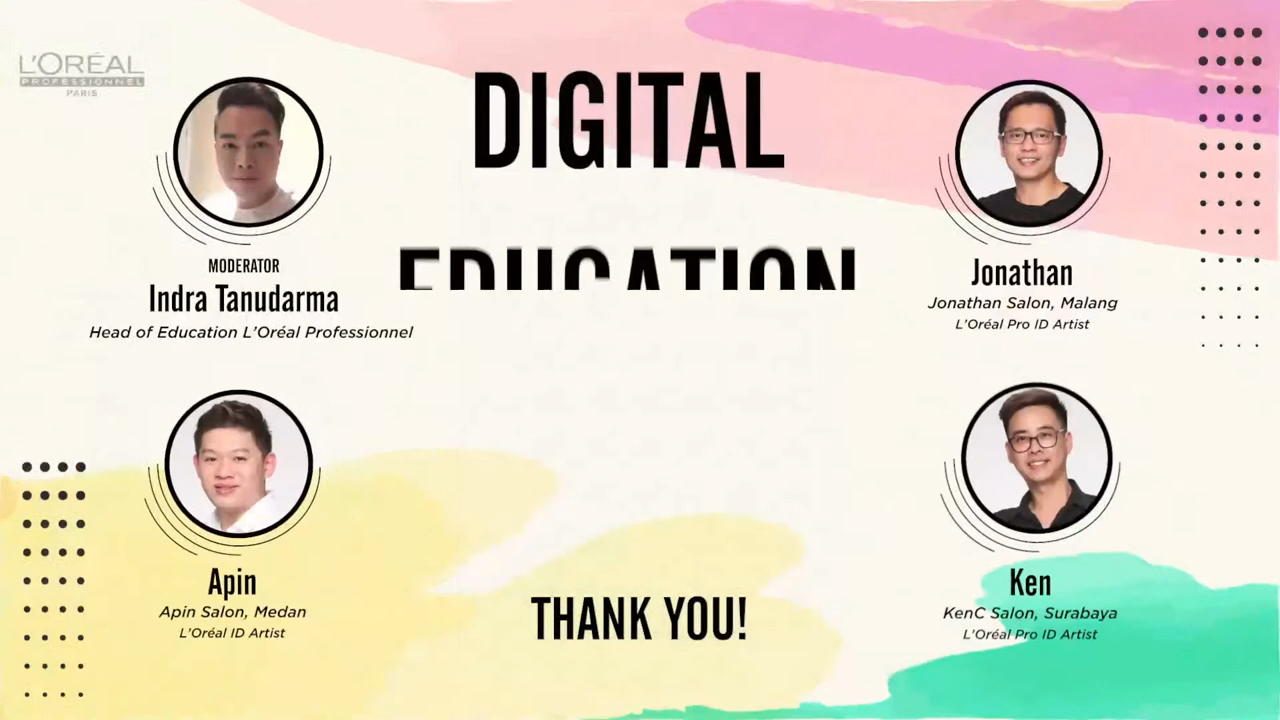 L'ORÉAL
PROFESSIONNEL
PARIS
DIGITAL
EDUCATION
MODERATOR
Indra Tanudarma
Head of Education L'Oréal Professionnel
Jonathan
Jonathan Salon, Malang
L'Oréal Pro ID Artist
Apin
Apin Salon, Medan
L'Oréal ID Artist
Ken
KenC Salon, Surabaya
L'Oréal Pro ID Artist
THANK YOU!